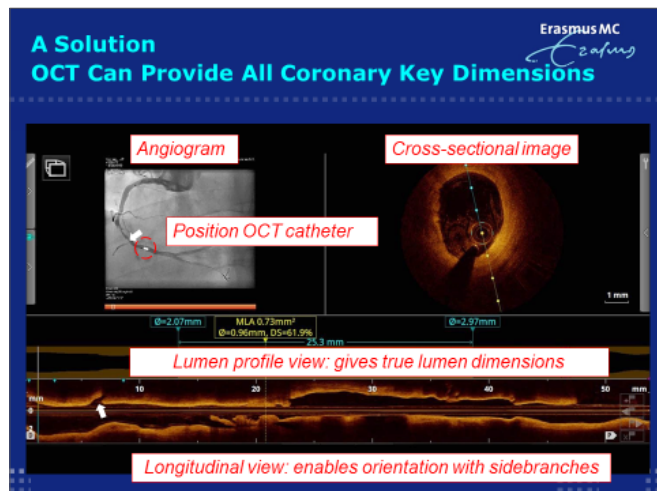 Erasmus MC
Erasmus
A Solution
OCT Can Provide All Coronary Key Dimensions
Angiogram
Cross-sectional image
Position OCT catheter
1 mm
Ø=2.07mm
MLA 0.73mm²
Ø=0.96mm, DS=61.9%
Ø=2.97mm
25.3 mm
Lumen profile view: gives true lumen dimensions
mm
10
20
30
40
50
mm
Longitudinal view: enables orientation with sidebranches